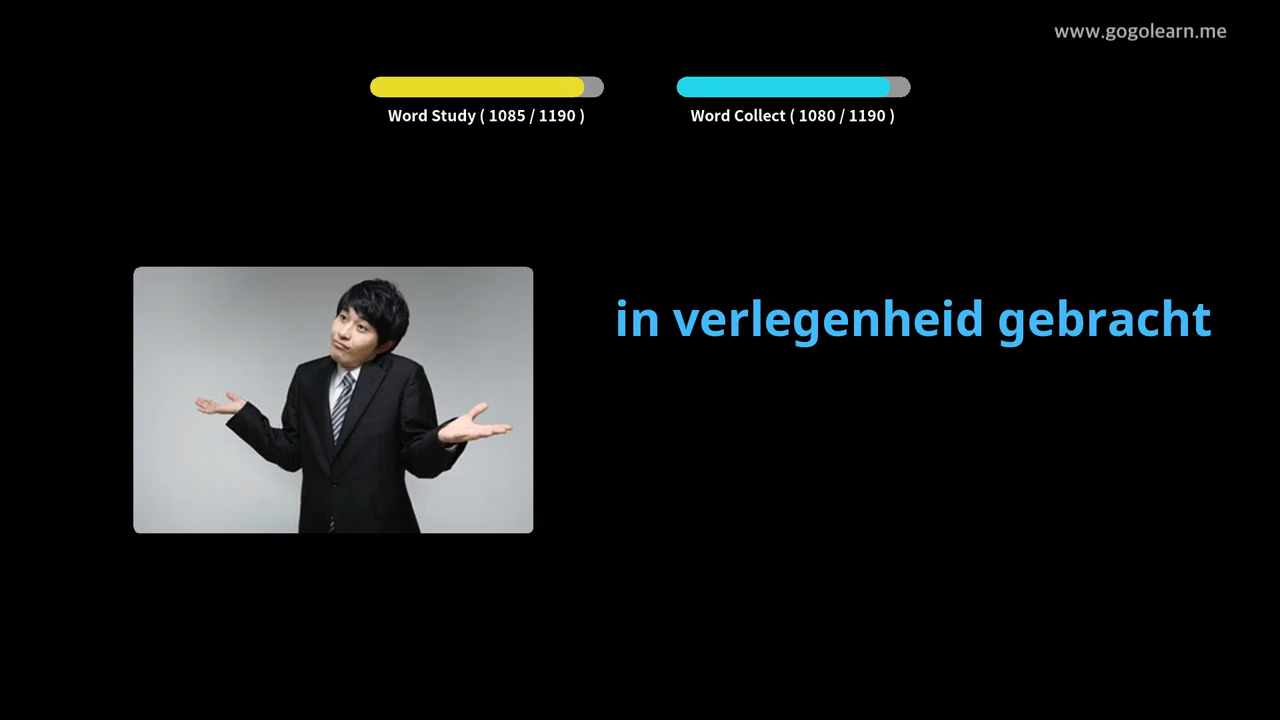 www.gogolearn.me
Word Study ( 1085 / 1190 )
Word Collect ( 1080 / 1190 )
in verlegenheid gebracht